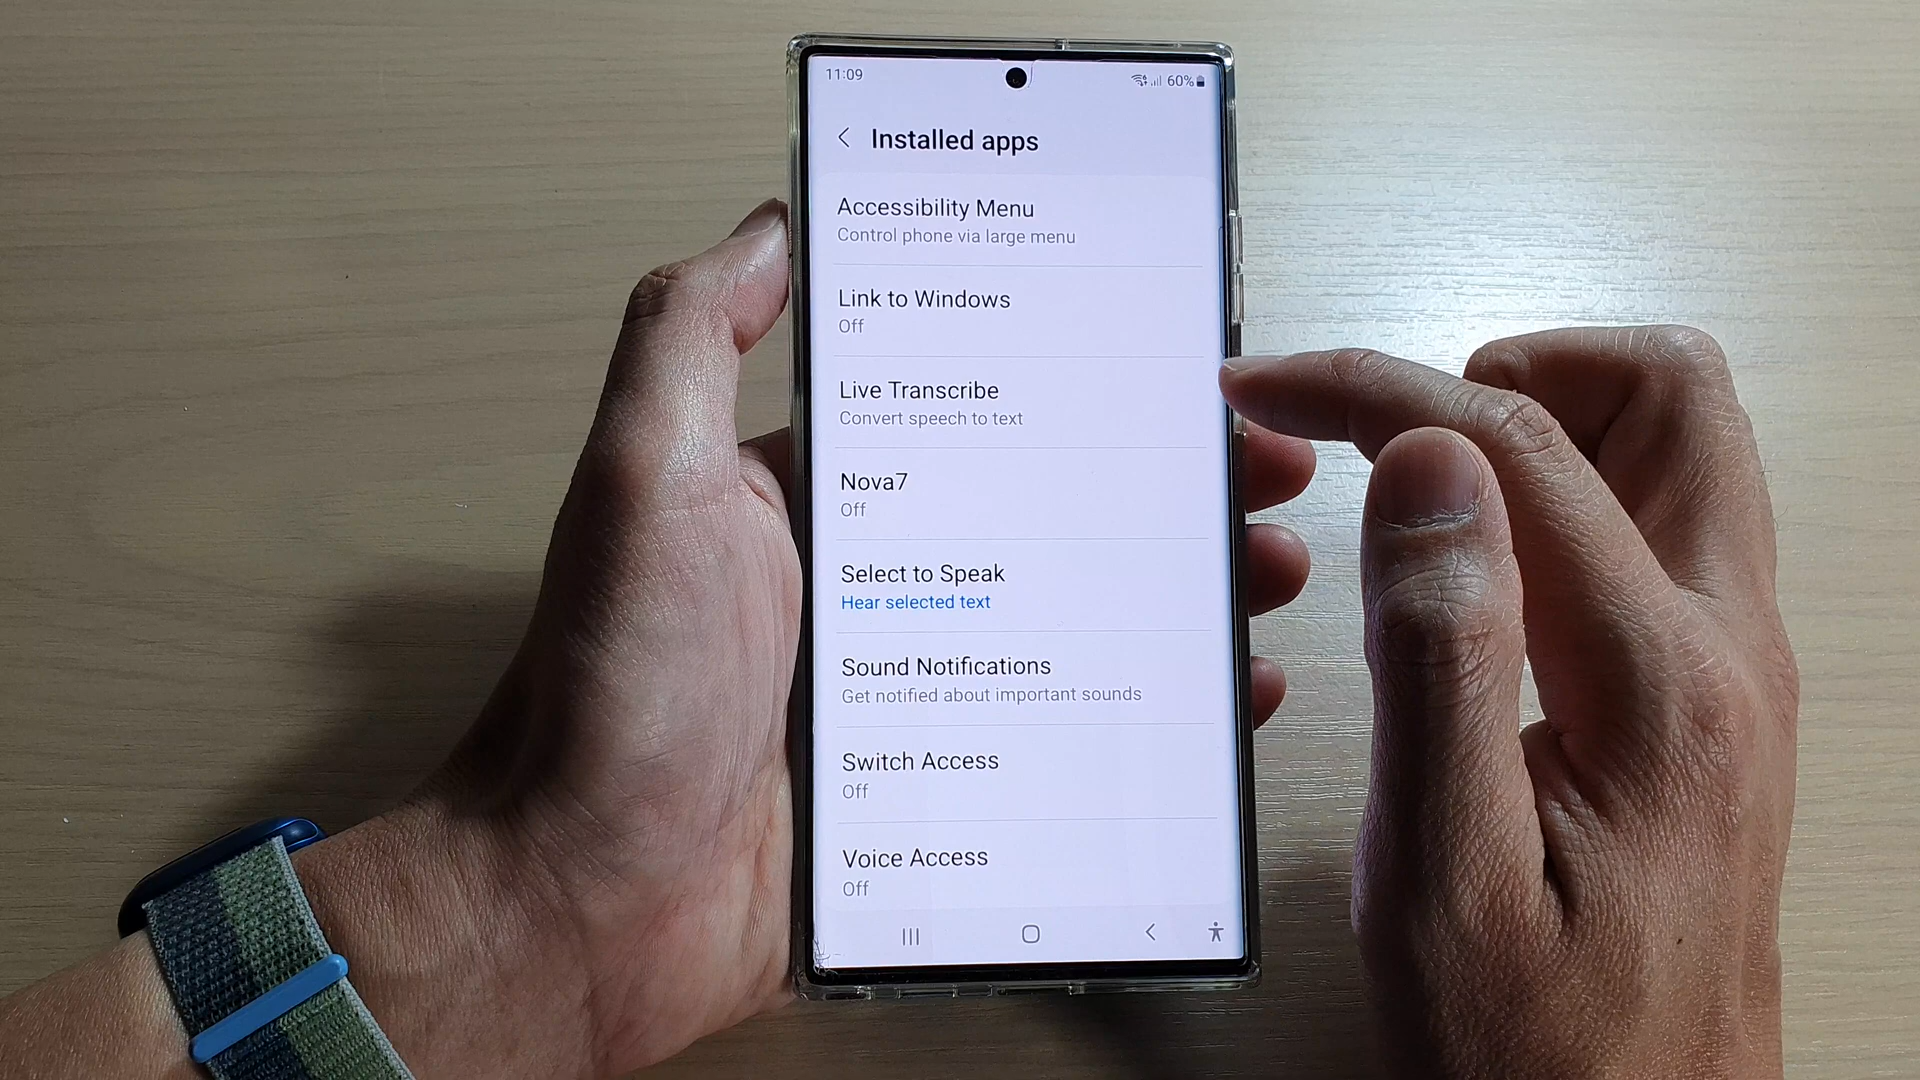 11:09
60%
Installed apps
Accessibility Menu
Control phone via large menu
Link to Windows
Off
Live Transcribe
Convert speech to text
Nova7
Off
Select to Speak
Hear selected text
Sound Notifications
Get notified about important sounds
Switch Access
Off
Voice Access
Off